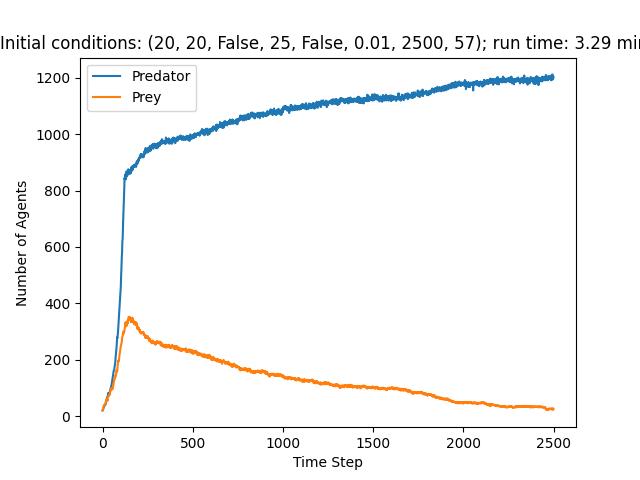 Initial conditions: (20, 20, False, 25, False, 0.01, 2500, 57); run time: 3.29 min
Predator
Prey
1200
1000
800
600
400
200
0
Number of Agents
0 500 1000 1500 2000 2500
Time Step